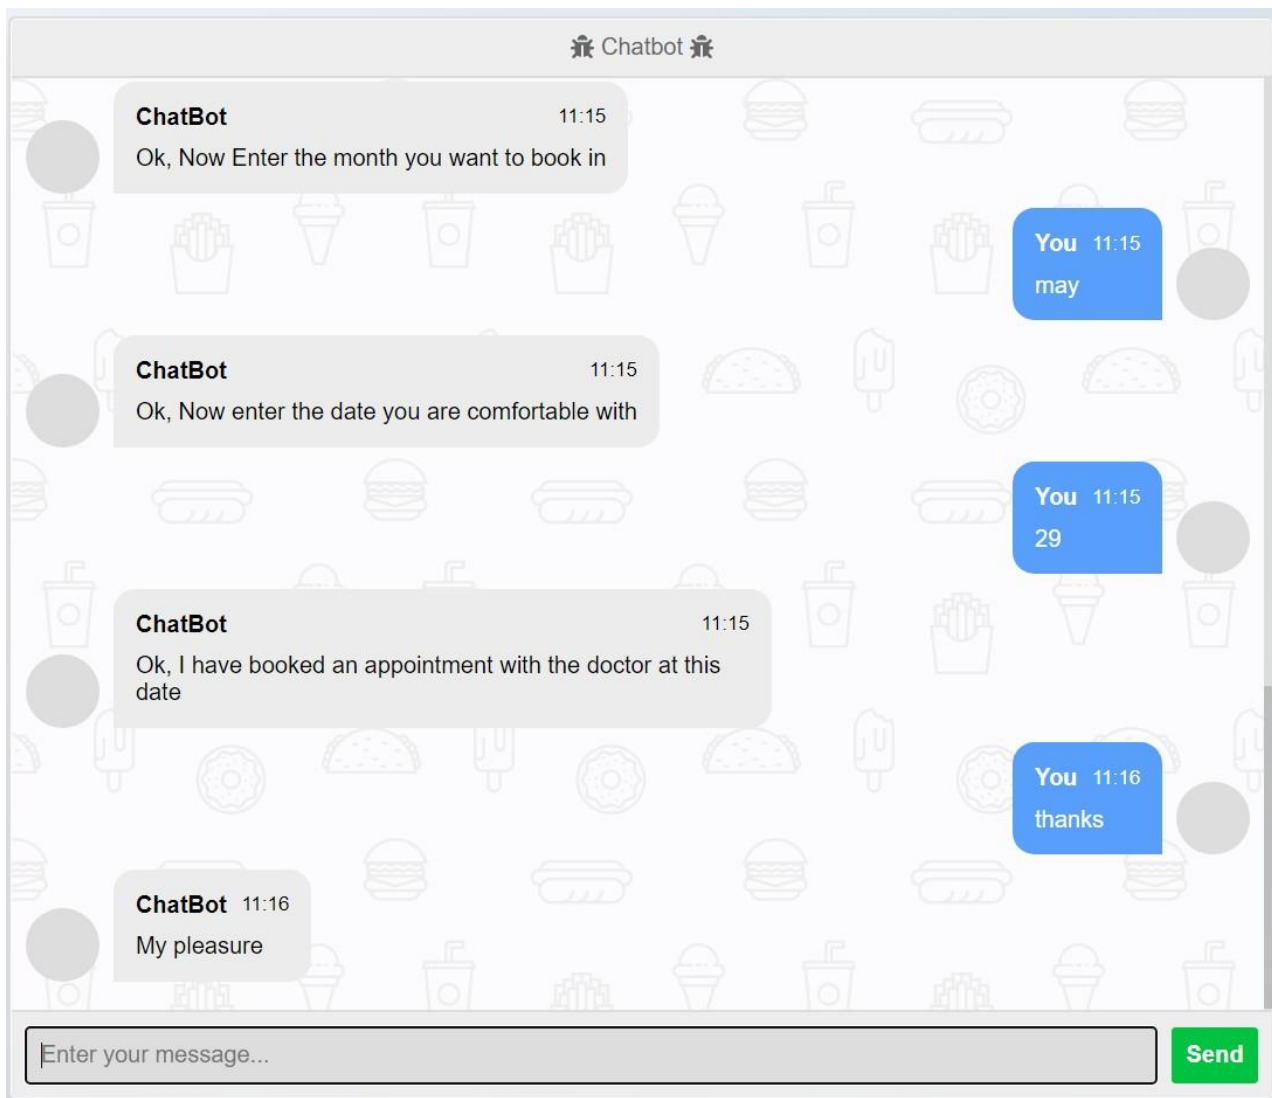 Chatbot
ChatBot 11:15
Ok, Now Enter the month you want to book in
You 11:15
may
ChatBot 11:15
Ok, Now enter the date you are comfortable with
You 11:15
29
ChatBot 11:15
Ok, I have booked an appointment with the doctor at this
date
You 11:16
thanks
ChatBot 11:16
My pleasure
Enter your message...
Send